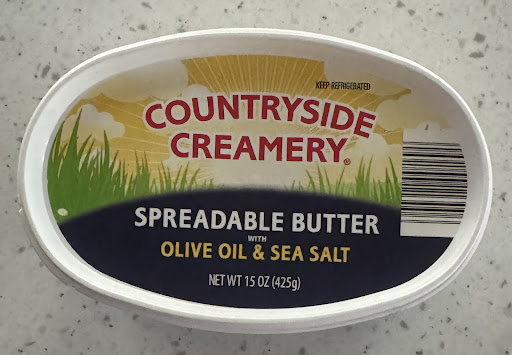 KEEP REFRIGERATED
COUNTRYSIDE
CREAMERY®
SPREADABLE BUTTER
WITH
OLIVE OIL & SEA SALT
NET WT 15 OZ (425g)